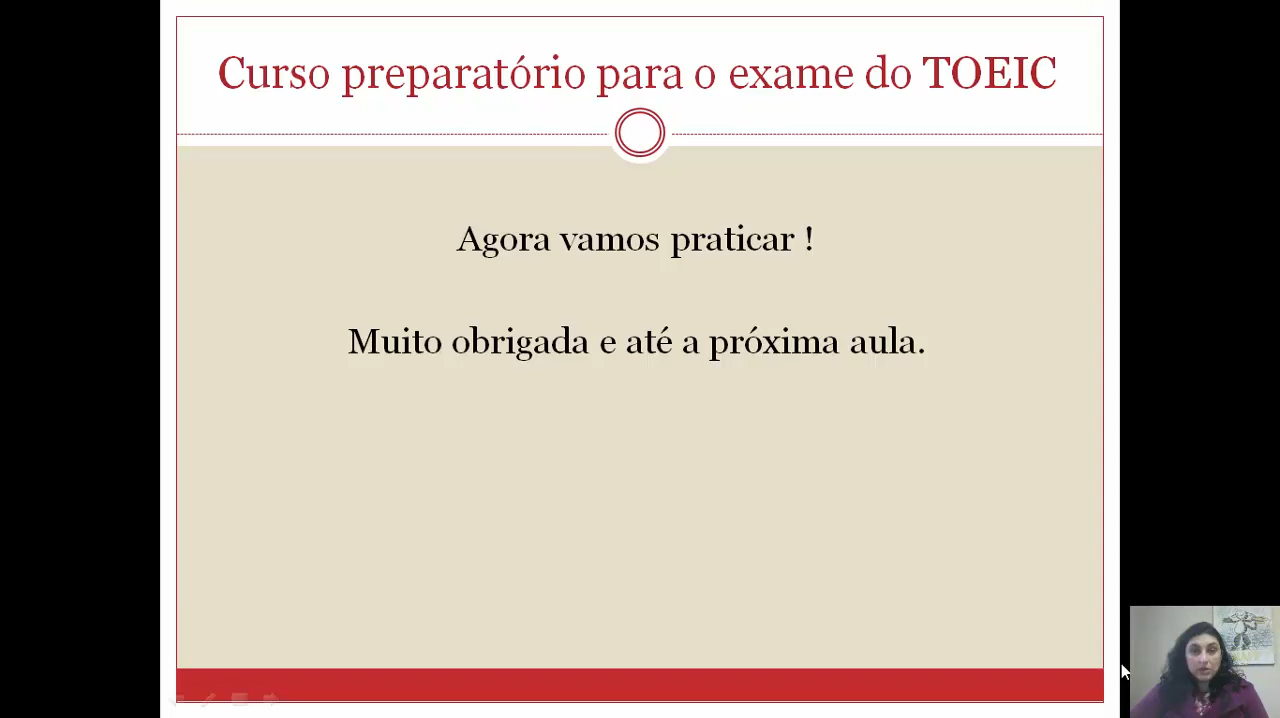 Curso preparatório para o exame do TOEIC
Agora vamos praticar !
Muito obrigada e até a próxima aula.